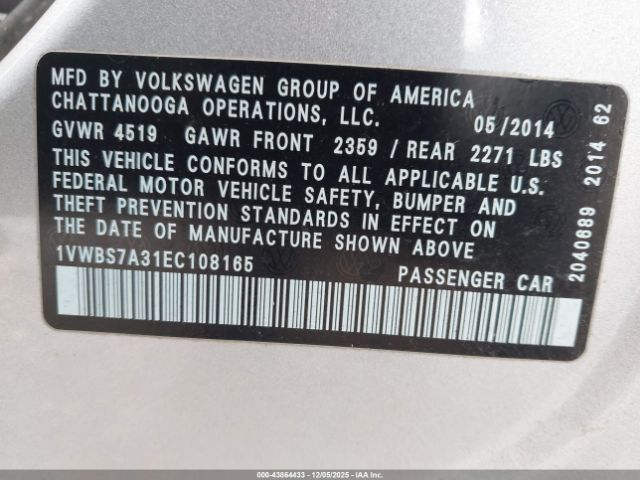 MFD BY VOLKSWAGEN GROUP OF AMERICA
CHATTANOOGA OPERATIONS, LLC. 05/2014
GVWR 4519 GAWR FRONT 2359 / REAR 2271 LBS
THIS VEHICLE CONFORMS TO ALL APPLICABLE U.S.
FEDERAL MOTOR VEHICLE SAFETY, BUMPER AND
THEFT PREVENTION STANDARDS IN EFFECT ON
THE DATE OF MANUFACTURE SHOWN ABOVE.
1VWBS7A31EC108165 PASSENGER CAR
2040689 2014 62
000-43864433 - 12/05/2025 - IAAI.COM